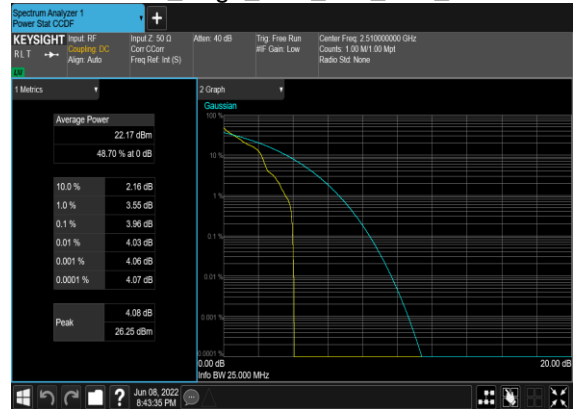 Spectrum Analyzer 1
Power Stat CCDF
KEYSIGHT
RLT
LW
Input: RF
Coupling: DC
Align: Auto
Input Z: 50 Ω
Corr CCorr
Freq Ref: Int (S)
Atten: 40 dB
Trig: Free Run
#IF Gain: Low
Center Freq: 2.510000000 GHz
Counts: 1.00 M/1.00 Mpt
Radio Std: None
1 Metrics
Average Power
22.17 dBm
48.70 % at 0 dB
10.0 % 2.16 dB
1.0 % 3.55 dB
0.1 % 3.96 dB
0.01 % 4.03 dB
0.001 % 4.06 dB
0.0001 % 4.07 dB
Peak 4.08 dB
26.25 dBm
2 Graph
Gaussian
100 %
10 %
1 %
0.1 %
0.01 %
0.001 %
0.0001 %
0.00 dB 20.00 dB
Info BW 25.000 MHz
Jun 08, 2022
8:43:35 PM